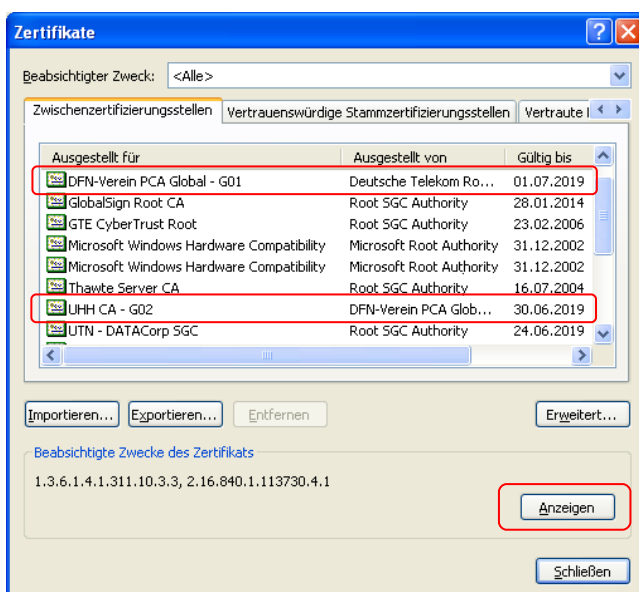 Zertifikate
Beabsichtigter Zweck: <Alle>
Zwischenzertifizierungsstellen Vertrauenswürdige Stammzertifizierungsstellen Vertraute I
Ausgestellt für Ausgestellt von Gültig bis
DFN-Verein PCA Global - G01 Deutsche Telekom Ro... 01.07.2019
GlobalSign Root CA Root SGC Authority 28.01.2014
GTE CyberTrust Root Root SGC Authority 23.02.2006
Microsoft Windows Hardware Compatibility Microsoft Root Authority 31.12.2002
Microsoft Windows Hardware Compatibility Microsoft Root Authority 31.12.2002
Thawte Server CA Root SGC Authority 16.07.2004
UHH CA - G02 DFN-Verein PCA Glob... 30.06.2019
UTN - DATACorp SGC Root SGC Authority 24.06.2019
Importieren... Exportieren... Entfernen Erweitert...
Beabsichtigte Zwecke des Zertifikats
1.3.6.1.4.1.311.10.3.3, 2.16.840.1.113730.4.1
Anzeigen
Schließen